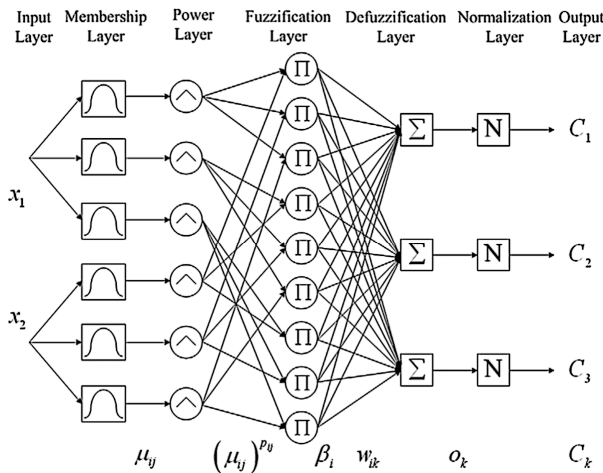 Input Layer
Membership Layer
Power Layer
Fuzzification Layer
Defuzzification Layer
Normalization Layer
Output Layer
Π
Π
Π
Π
Π
Π
Π
Π
Π
x₁
x₂
Σ N C₁
Σ N C₂
Σ N C₃
μᵢⱼ (μᵢⱼ)^pᵢⱼ βᵢ wᵢₖ oₖ Cₖ